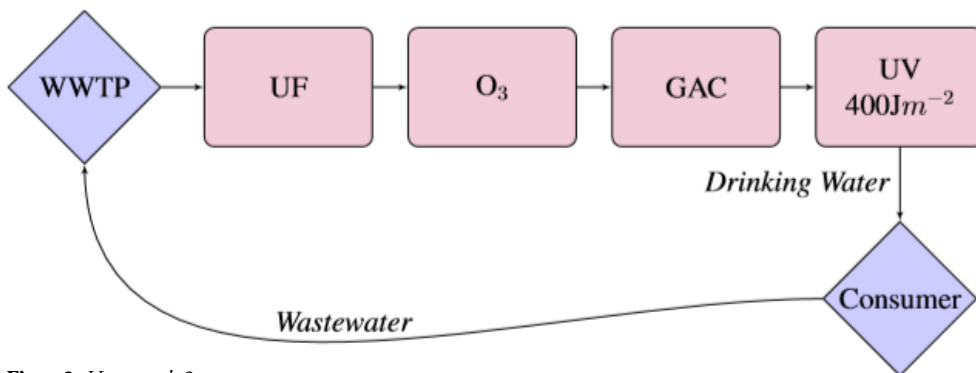 WWTP
UF
O₃
GAC
UV
400Jm⁻²
Drinking Water
Consumer
Wastewater